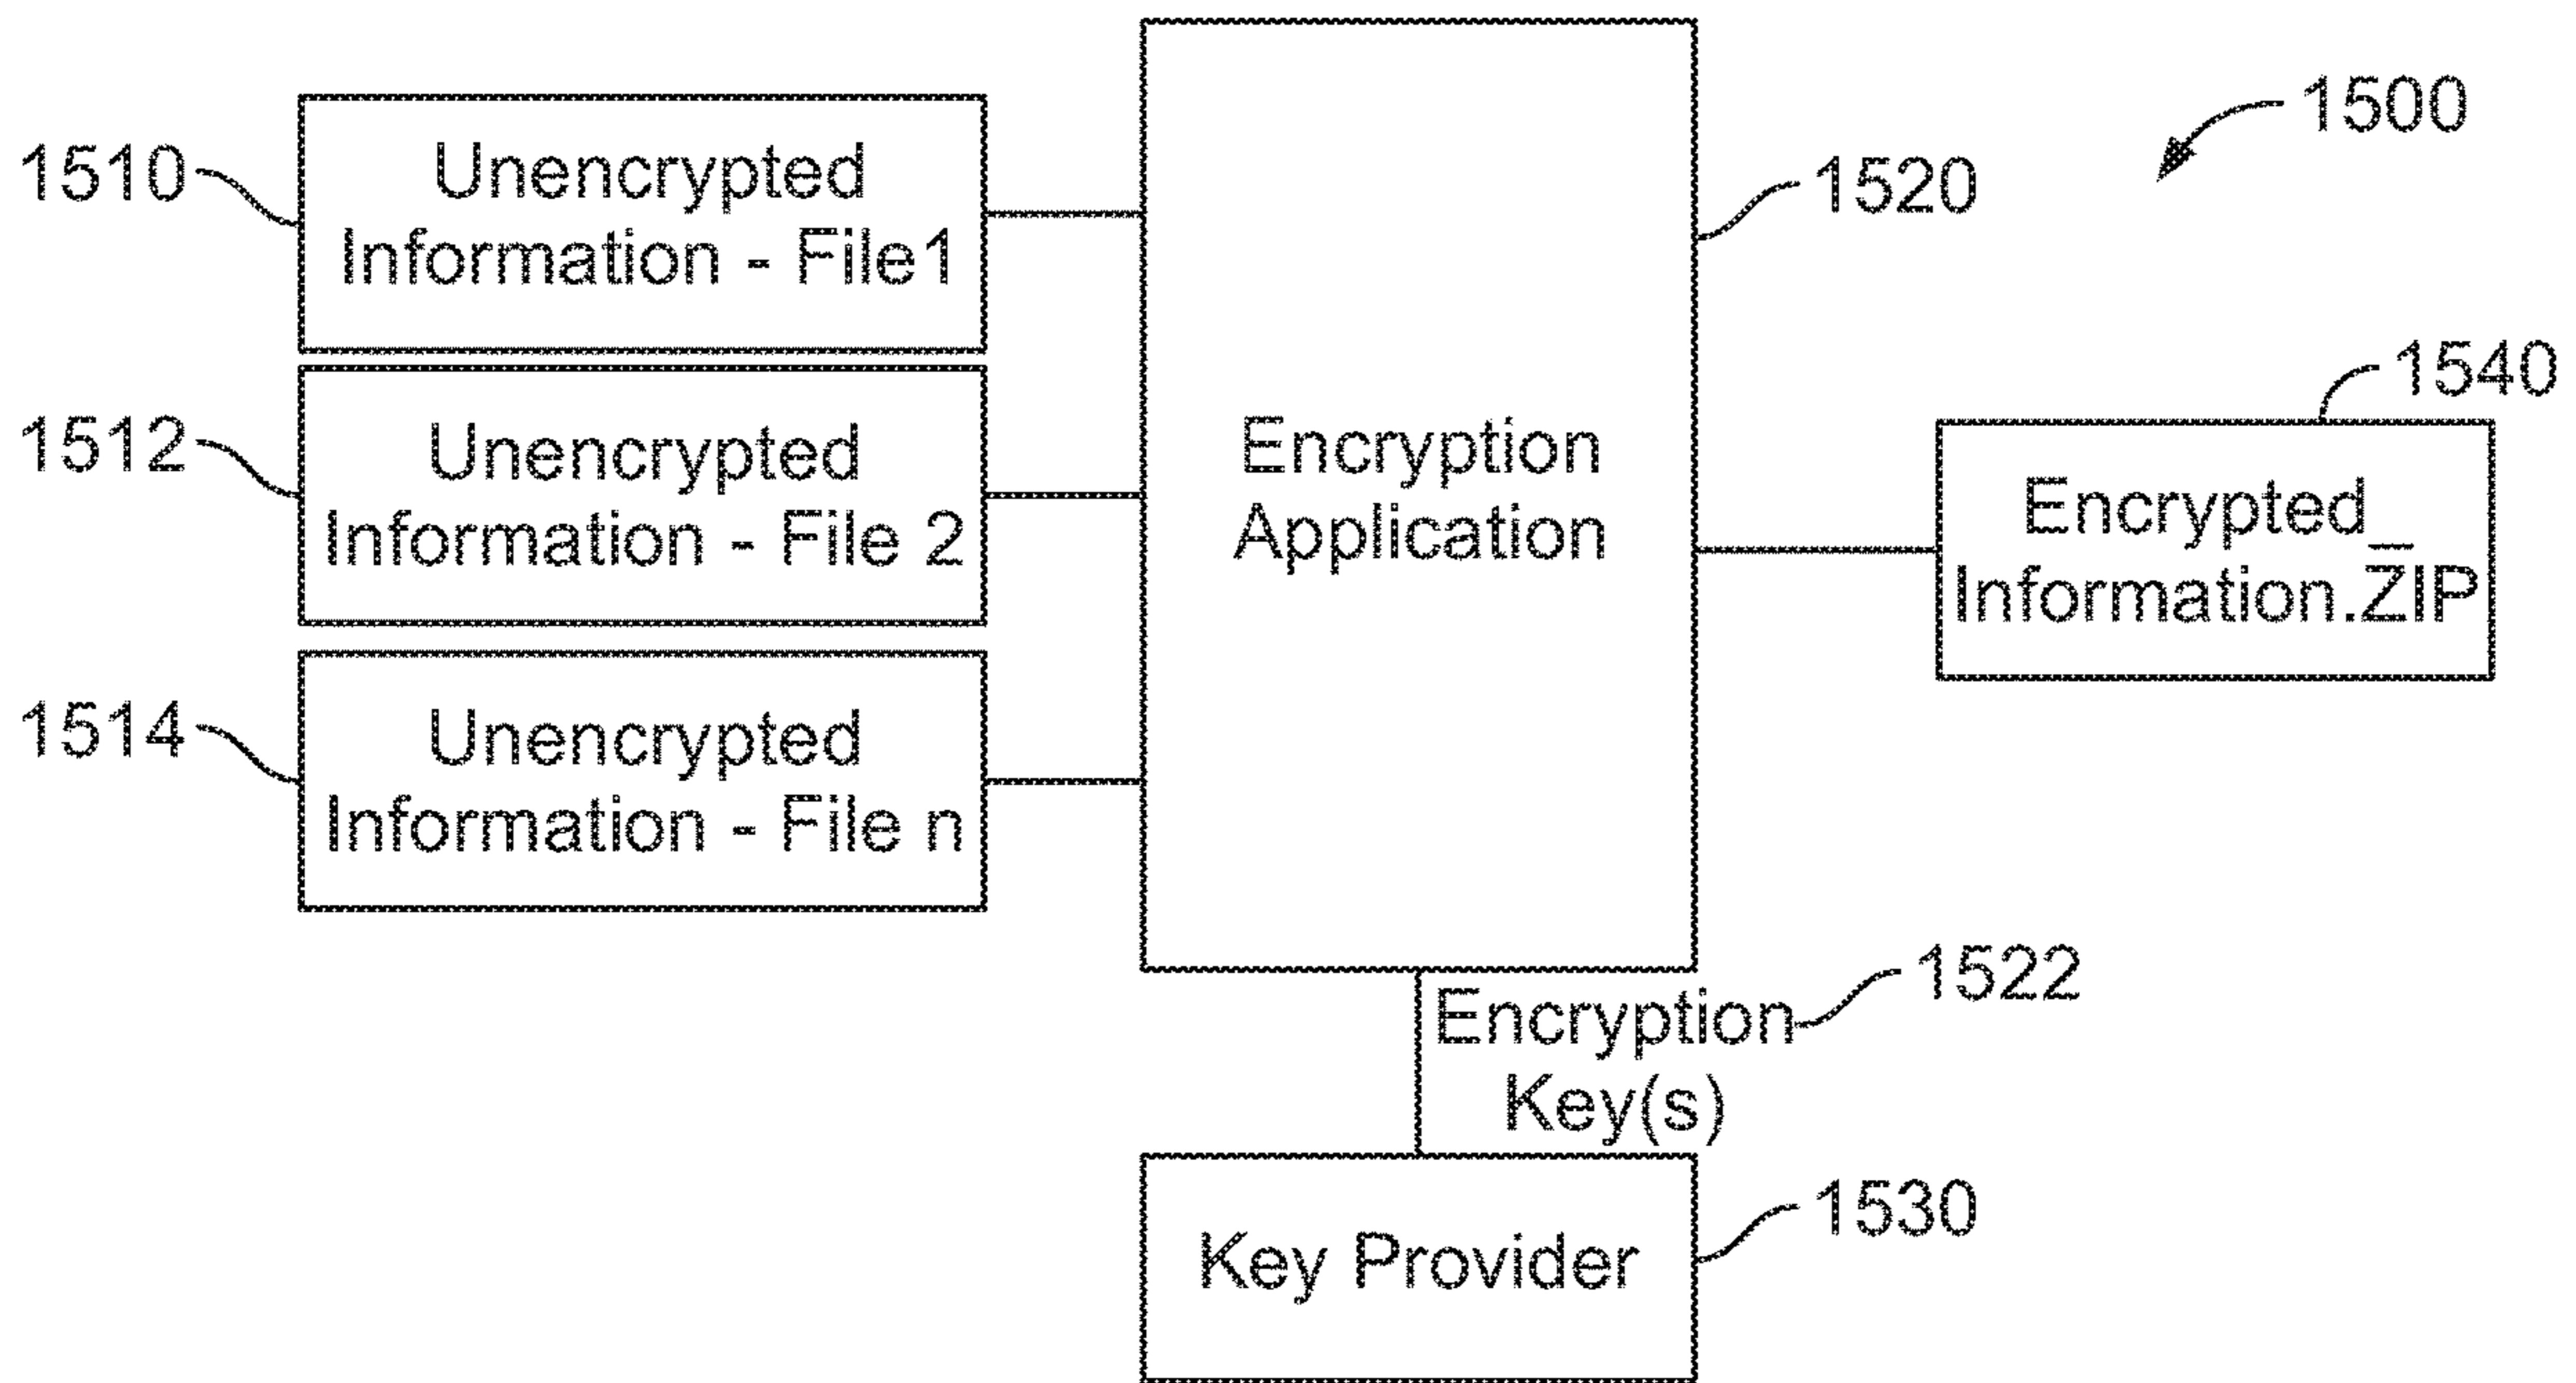 1500
1510
Unencrypted
Information - File1
1520
1512
Unencrypted
Information - File 2
Encryption
Application
1540
Encrypted_
Information.ZIP
1514
Unencrypted
Information - File n
1522
Encryption
Key(s)
1530
Key Provider